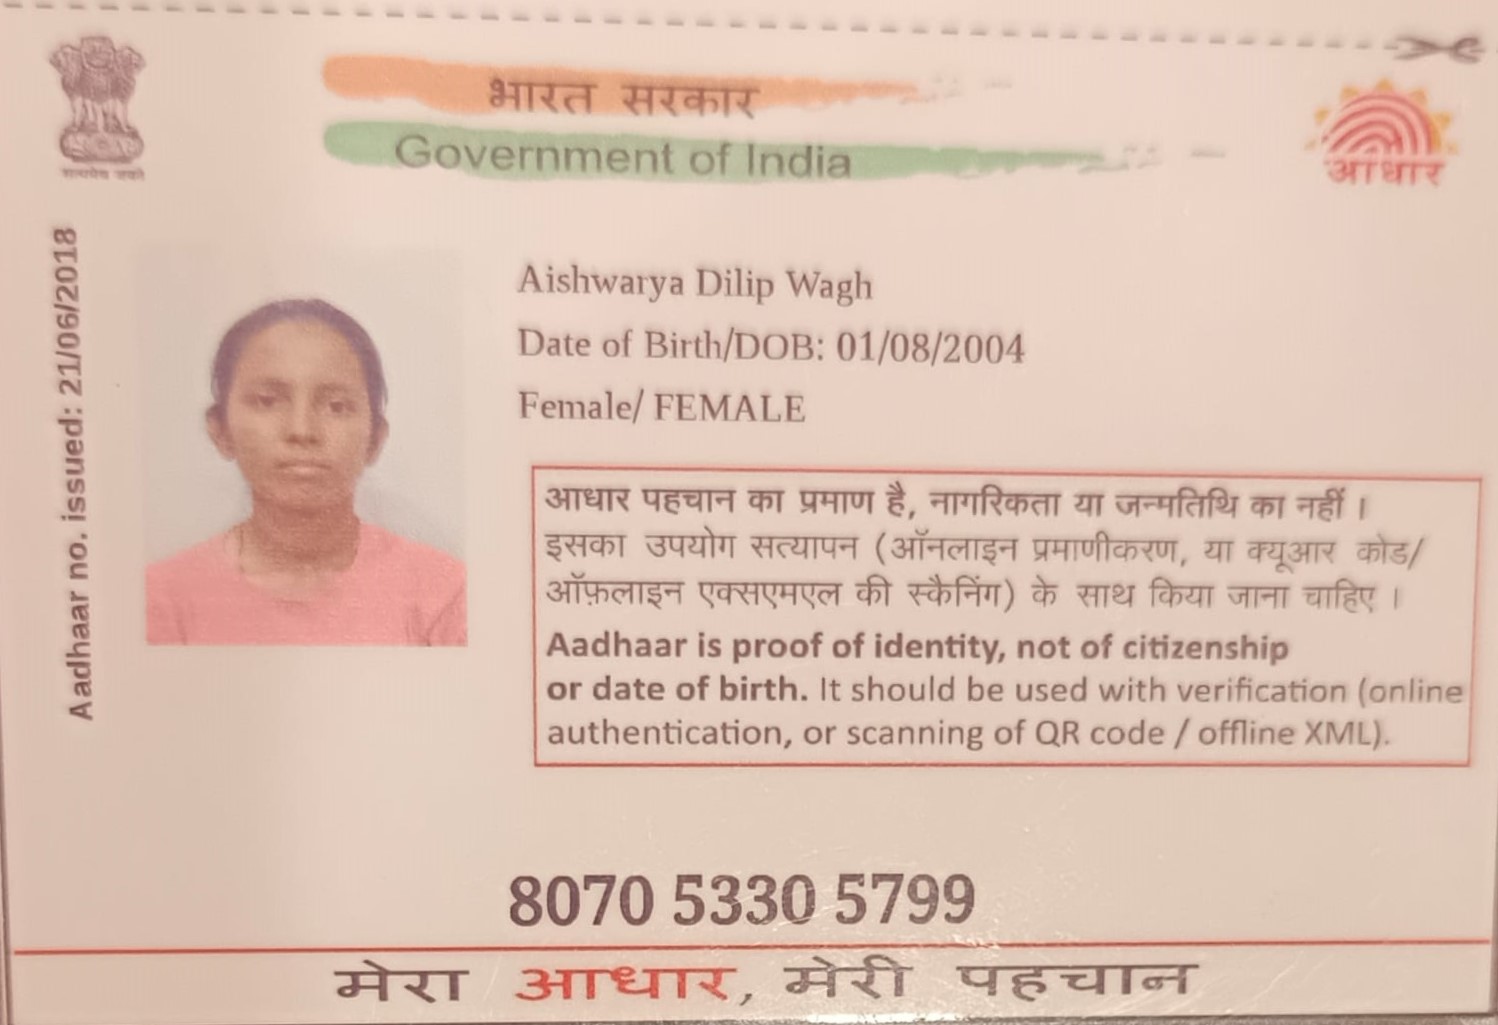 भारत सरकार
Government of India
आधार
सत्यमेव जयते
Aadhaar no. issued: 21/06/2018
Aishwarya Dilip Wagh
Date of Birth/DOB: 01/08/2004
Female/ FEMALE
आधार पहचान का प्रमाण है, नागरिकता या जन्मतिथि का नहीं ।
इसका उपयोग सत्यापन (ऑनलाइन प्रमाणीकरण, या क्यूआर कोड/
ऑफ़लाइन एक्सएमएल की स्कैनिंग) के साथ किया जाना चाहिए ।
Aadhaar is proof of identity, not of citizenship
or date of birth. It should be used with verification (online
authentication, or scanning of QR code / offline XML).
8070 5330 5799
मेरा आधार, मेरी पहचान